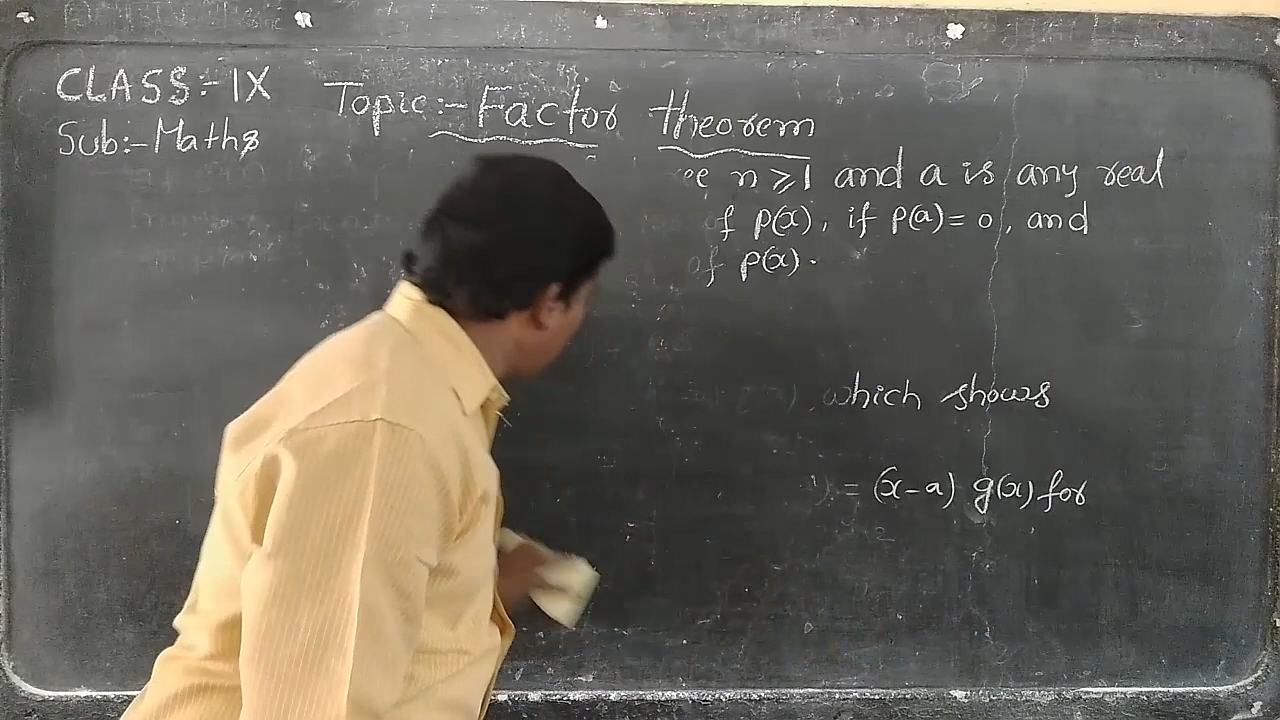 CLASS:- IX
Sub:- Maths
Topic:- Factor theorem
n ⩾ 1 and a is any real
of p(x), if p(a) = 0, and
of p(x).
, which shows
) = (x-a) g(x) for